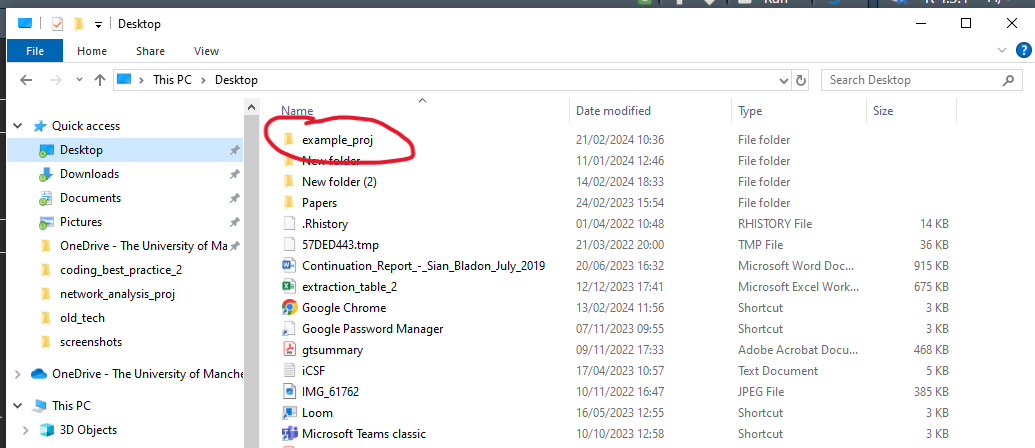 Desktop
File Home Share View
This PC Desktop Search Desktop
Name Date modified Type Size
Quick access
Desktop
Downloads
Documents
Pictures
OneDrive - The University of Ma
coding_best_practice_2
network_analysis_proj
old_tech
screenshots
OneDrive - The University of Manche
This PC
3D Objects
example_proj 21/02/2024 10:36 File folder
New folder 11/01/2024 12:46 File folder
New folder (2) 14/02/2024 18:33 File folder
Papers 24/02/2023 15:54 File folder
.Rhistory 01/04/2022 10:48 RHISTORY File 14 KB
57DED443.tmp 21/03/2022 20:00 TMP File 36 KB
Continuation_Report_-_Sian_Bladon_July_2019 20/06/2023 16:32 Microsoft Word Doc... 915 KB
extraction_table_2 12/12/2023 17:41 Microsoft Excel Work... 675 KB
Google Chrome 13/02/2024 11:56 Shortcut 3 KB
Google Password Manager 07/11/2023 09:55 Shortcut 3 KB
gtsummary 09/11/2022 17:33 Adobe Acrobat Docu... 468 KB
iCSF 17/04/2023 10:57 Text Document 5 KB
IMG_61762 10/11/2022 16:47 JPEG File 385 KB
Loom 16/05/2023 12:55 Shortcut 3 KB
Microsoft Teams classic 10/10/2023 12:58 Shortcut 3 KB